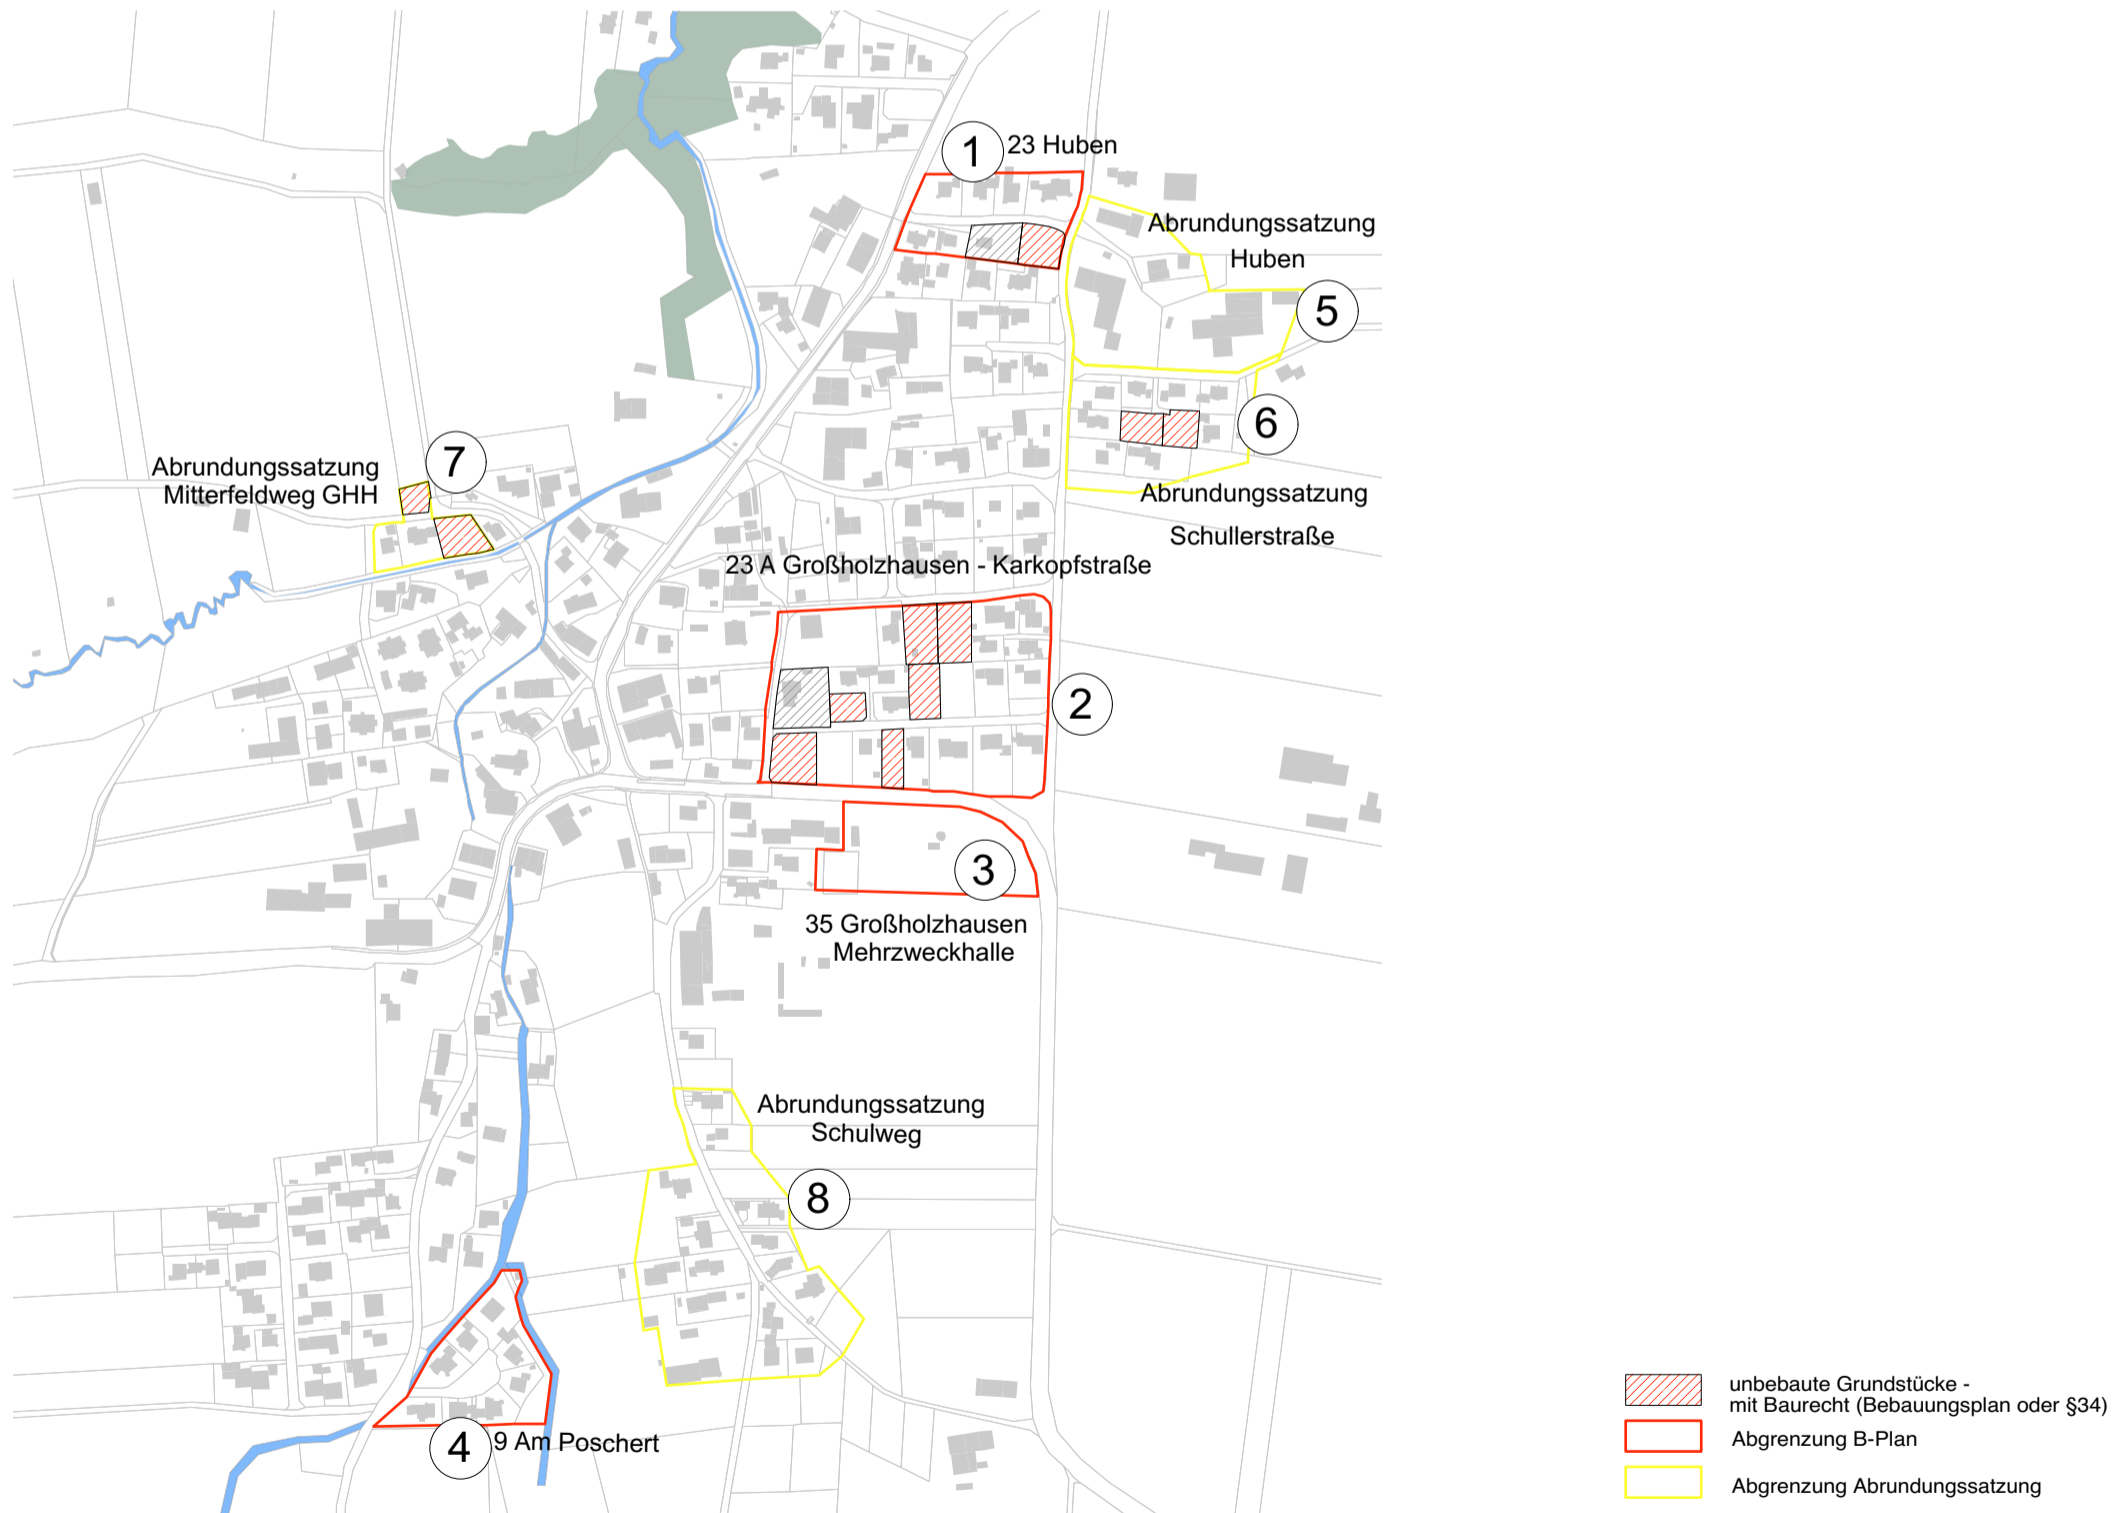 1
23 Huben
Abrundungssatzung
Huben
5
6
Abrundungssatzung
Schullerstraße
7
Abrundungssatzung
Mitterfeldweg GHH
23 A Großholzhausen - Karkopfstraße
2
3
35 Großholzhausen
Mehrzweckhalle
Abrundungssatzung
Schulweg
8
4
9 Am Poschert
unbebaute Grundstücke -
mit Baurecht (Bebauungsplan oder §34)
Abgrenzung B-Plan
Abgrenzung Abrundungssatzung